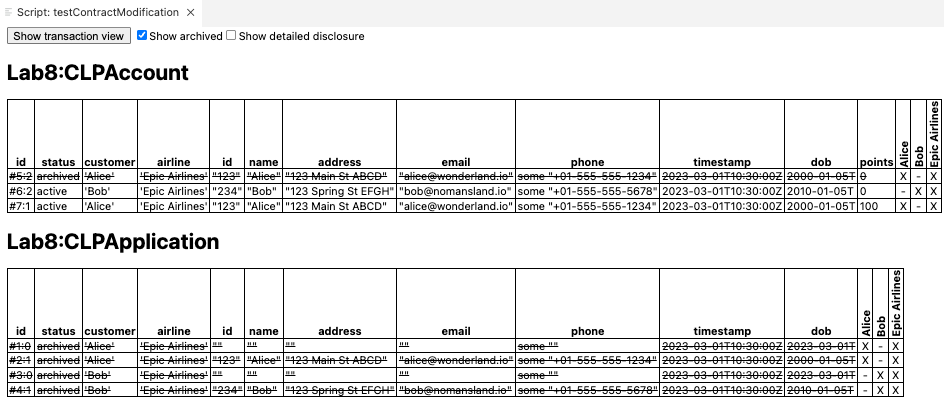 Script: testContractModification
Show transaction view Show archived Show detailed disclosure
Lab8:CLPAccount
id status customer airline id name address email phone timestamp dob points Alice Bob Epic Airlines
#5:2 archived 'Alice' 'Epic Airlines' "123" "Alice" "123 Main St ABCD" "alice@wonderland.io" some "+01-555-555-1234" 2023-03-01T10:30:00Z 2000-01-05T 0 X - X
#6:2 active 'Bob' 'Epic Airlines' "234" "Bob" "123 Spring St EFGH" "bob@nomansland.io" some "+01-555-555-5678" 2023-03-01T10:30:00Z 2010-01-05T 0 - X X
#7:1 active 'Alice' 'Epic Airlines' "123" "Alice" "123 Main St ABCD" "alice@wonderland.io" some "+01-555-555-1234" 2023-03-01T10:30:00Z 2000-01-05T 100 X - X
Lab8:CLPApplication
id status customer airline id name address email phone timestamp dob Alice Bob Epic Airlines
#1:0 archived 'Alice' 'Epic Airlines' "" "" "" "" some "" 2023-03-01T10:30:00Z 2023-03-01T X - X
#2:1 archived 'Alice' 'Epic Airlines' "123" "Alice" "123 Main St ABCD" "alice@wonderland.io" some "+01-555-555-1234" 2023-03-01T10:30:00Z 2000-01-05T X - X
#3:0 archived 'Bob' 'Epic Airlines' "" "" "" "" some "" 2023-03-01T10:30:00Z 2023-03-01T - X X
#4:1 archived 'Bob' 'Epic Airlines' "234" "Bob" "123 Spring St EFGH" "bob@nomansland.io" some "+01-555-555-5678" 2023-03-01T10:30:00Z 2010-01-05T - X X